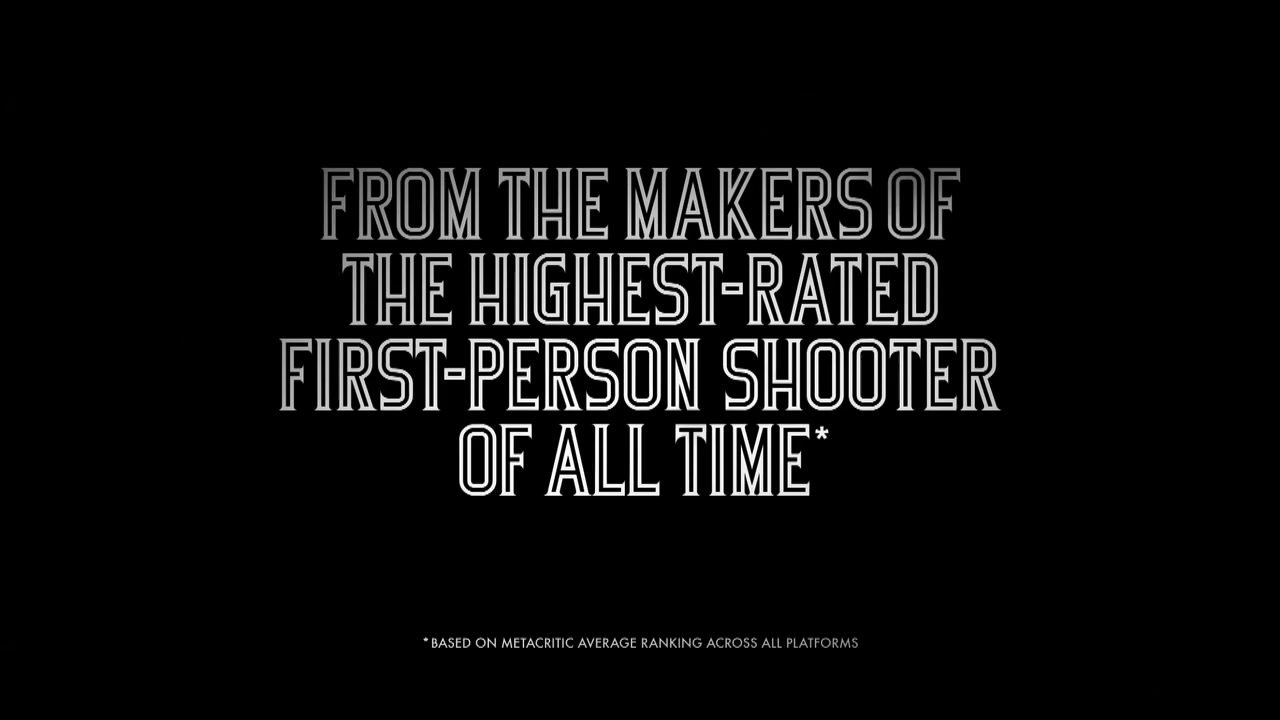 FROM THE MAKERS OF
THE HIGHEST-RATED
FIRST-PERSON SHOOTER
OF ALL TIME*
*BASED ON METACRITIC AVERAGE RANKING ACROSS ALL PLATFORMS